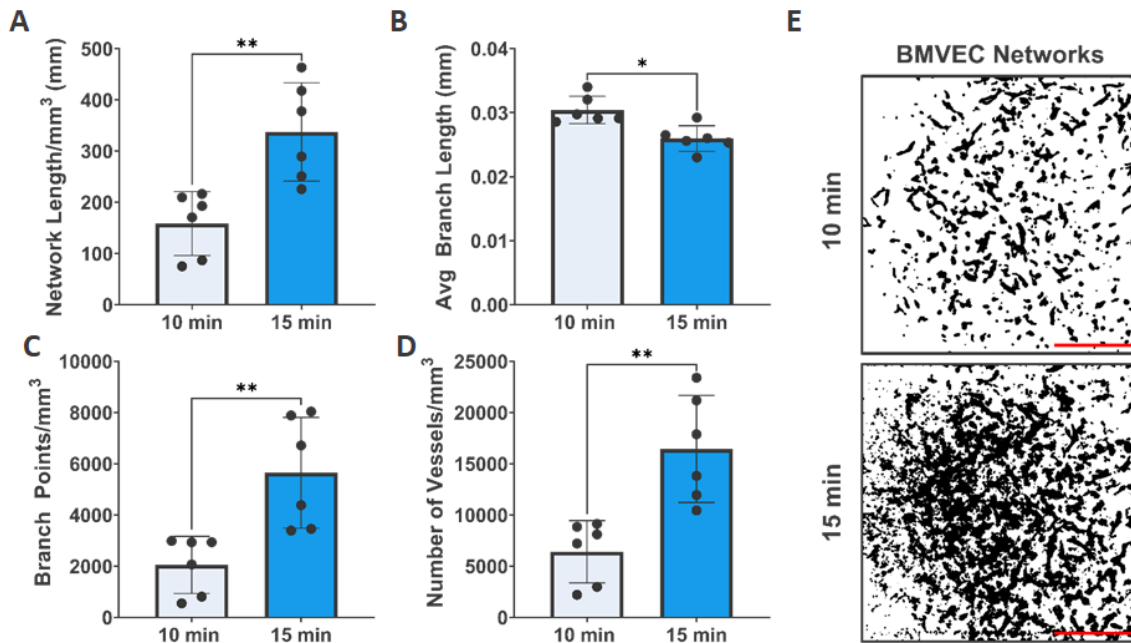 A
Network Length/mm³ (mm)
500
400
300
200
100
0
**
10 min
15 min
B
Avg Branch Length (mm)
0.04
0.03
0.02
0.01
0.00
*
10 min
15 min
C
Branch Points/mm³
10000
8000
6000
4000
2000
0
**
10 min
15 min
D
Number of Vessels/mm³
25000
20000
15000
10000
5000
0
**
10 min
15 min
E
BMVEC Networks
10 min
15 min